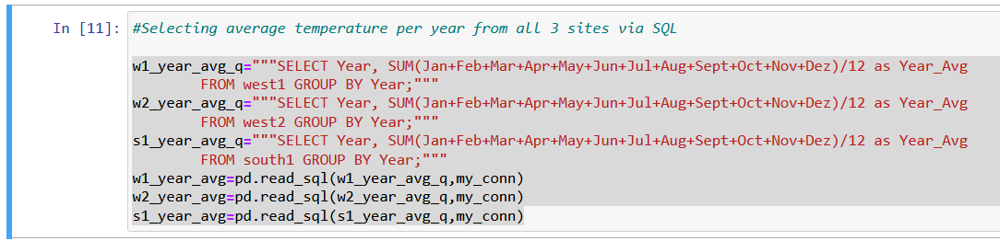 In [11]: #Selecting average temperature per year from all 3 sites via SQL
w1_year_avg_q="""SELECT Year, SUM(Jan+Feb+Mar+Apr+May+Jun+Jul+Aug+Sept+Oct+Nov+Dez)/12 as Year_Avg
FROM west1 GROUP BY Year;"""
w2_year_avg_q="""SELECT Year, SUM(Jan+Feb+Mar+Apr+May+Jun+Jul+Aug+Sept+Oct+Nov+Dez)/12 as Year_Avg
FROM west2 GROUP BY Year;"""
s1_year_avg_q="""SELECT Year, SUM(Jan+Feb+Mar+Apr+May+Jun+Jul+Aug+Sept+Oct+Nov+Dez)/12 as Year_Avg
FROM south1 GROUP BY Year;"""
w1_year_avg=pd.read_sql(w1_year_avg_q,my_conn)
w2_year_avg=pd.read_sql(w2_year_avg_q,my_conn)
s1_year_avg=pd.read_sql(s1_year_avg_q,my_conn)